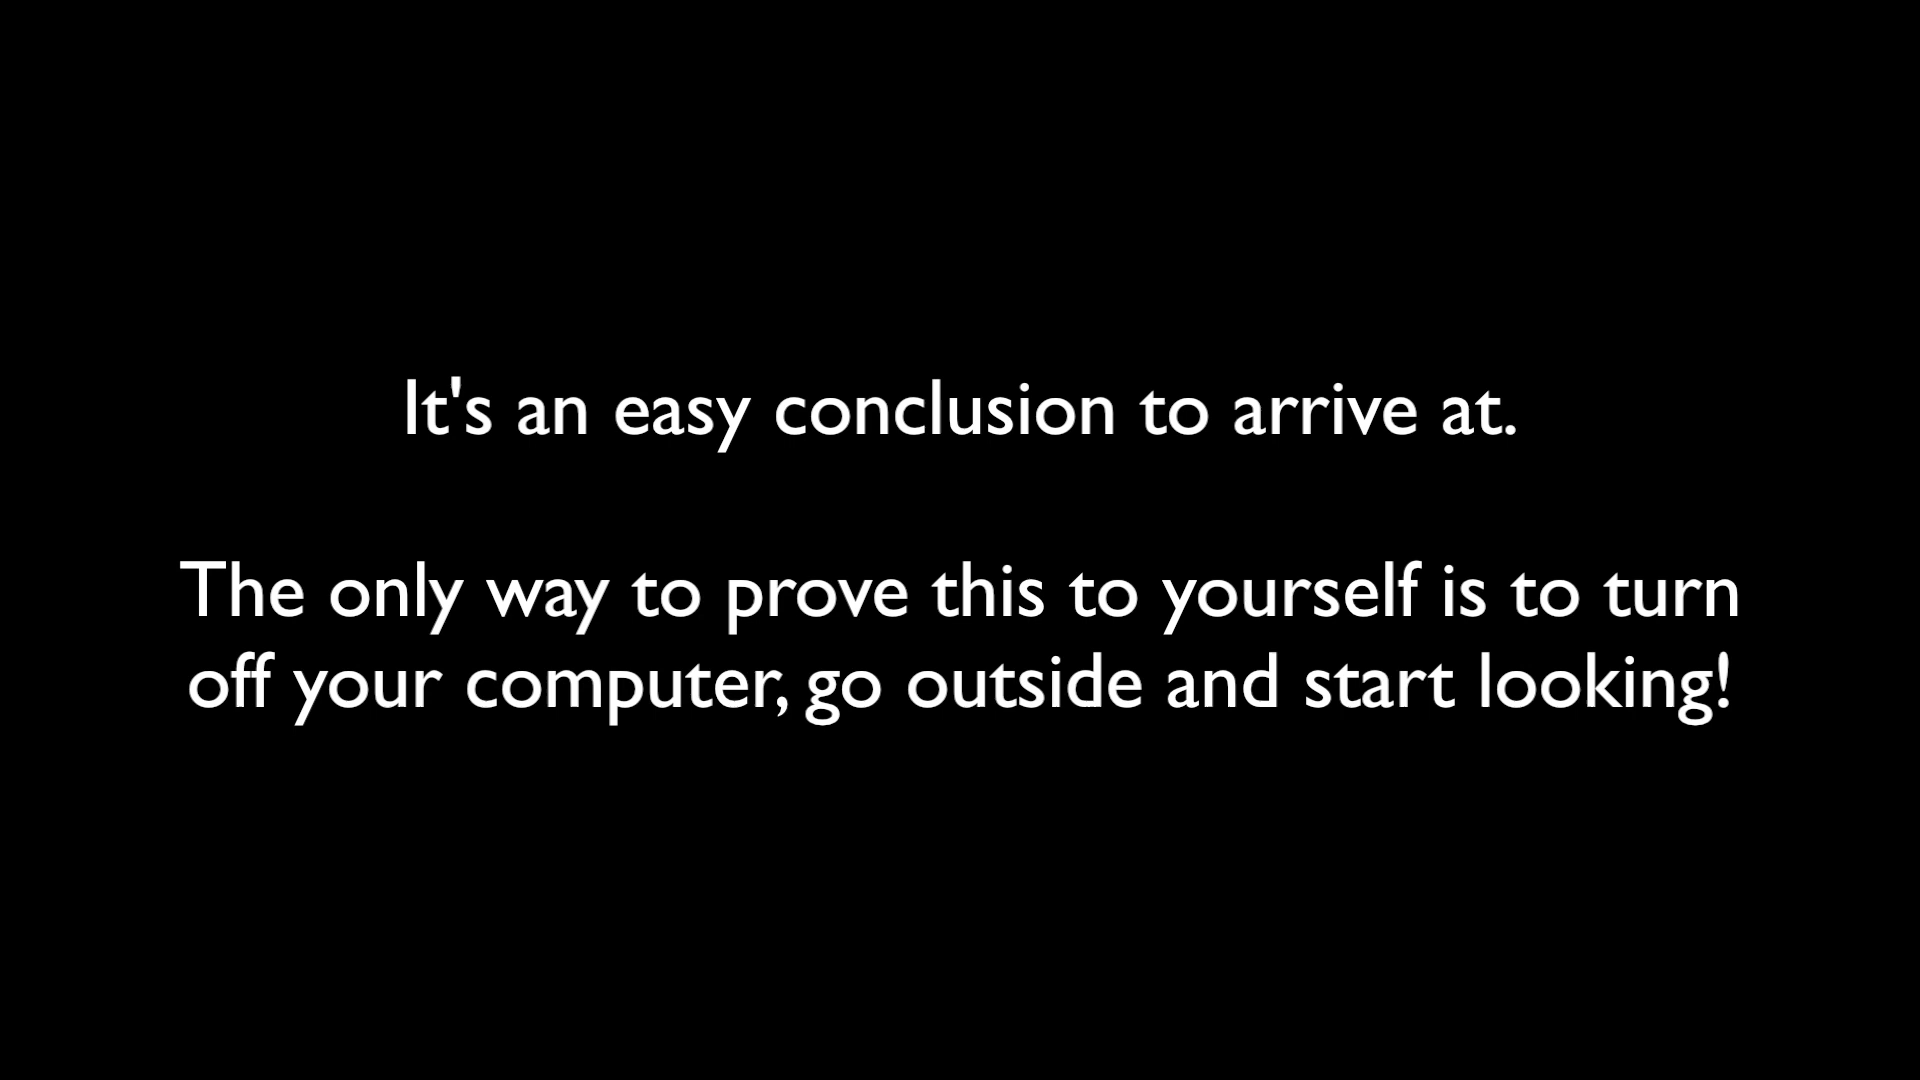 It's an easy conclusion to arrive at.
The only way to prove this to yourself is to turn
off your computer, go outside and start looking!